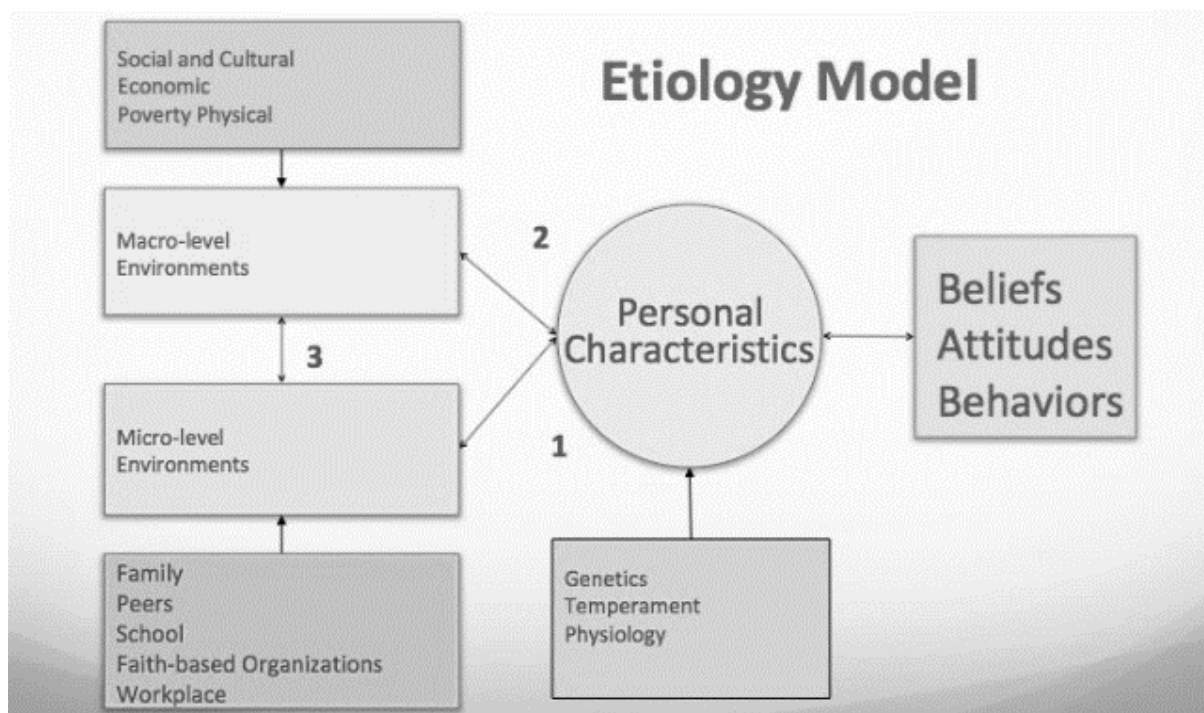 Etiology Model
Social and Cultural
Economic
Poverty Physical
Macro-level
Environments
2
3
Micro-level
Environments
1
Personal
Characteristics
Beliefs
Attitudes
Behaviors
Family
Peers
School
Faith-based Organizations
Workplace
Genetics
Temperament
Physiology